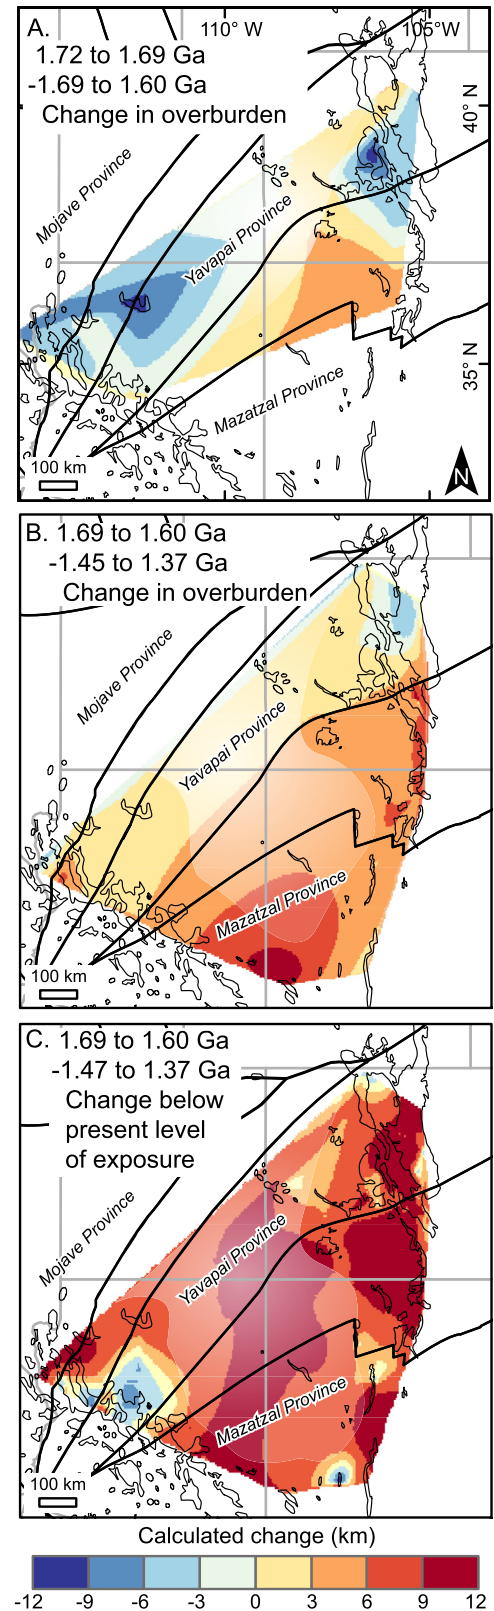 A.
110° W
105°W
1.72 to 1.69 Ga
-1.69 to 1.60 Ga
Change in overburden
40° N
Mojave Province
Yavapai Province
35° N
Mazatzal Province
100 km
N
B. 1.69 to 1.60 Ga
-1.45 to 1.37 Ga
Change in overburden
Mojave Province
Yavapai Province
Mazatzal Province
100 km
C. 1.69 to 1.60 Ga
-1.47 to 1.37 Ga
Change below
present level
of exposure
Mojave Province
Yavapai Province
Mazatzal Province
100 km
Calculated change (km)
-12 -9 -6 -3 0 3 6 9 12